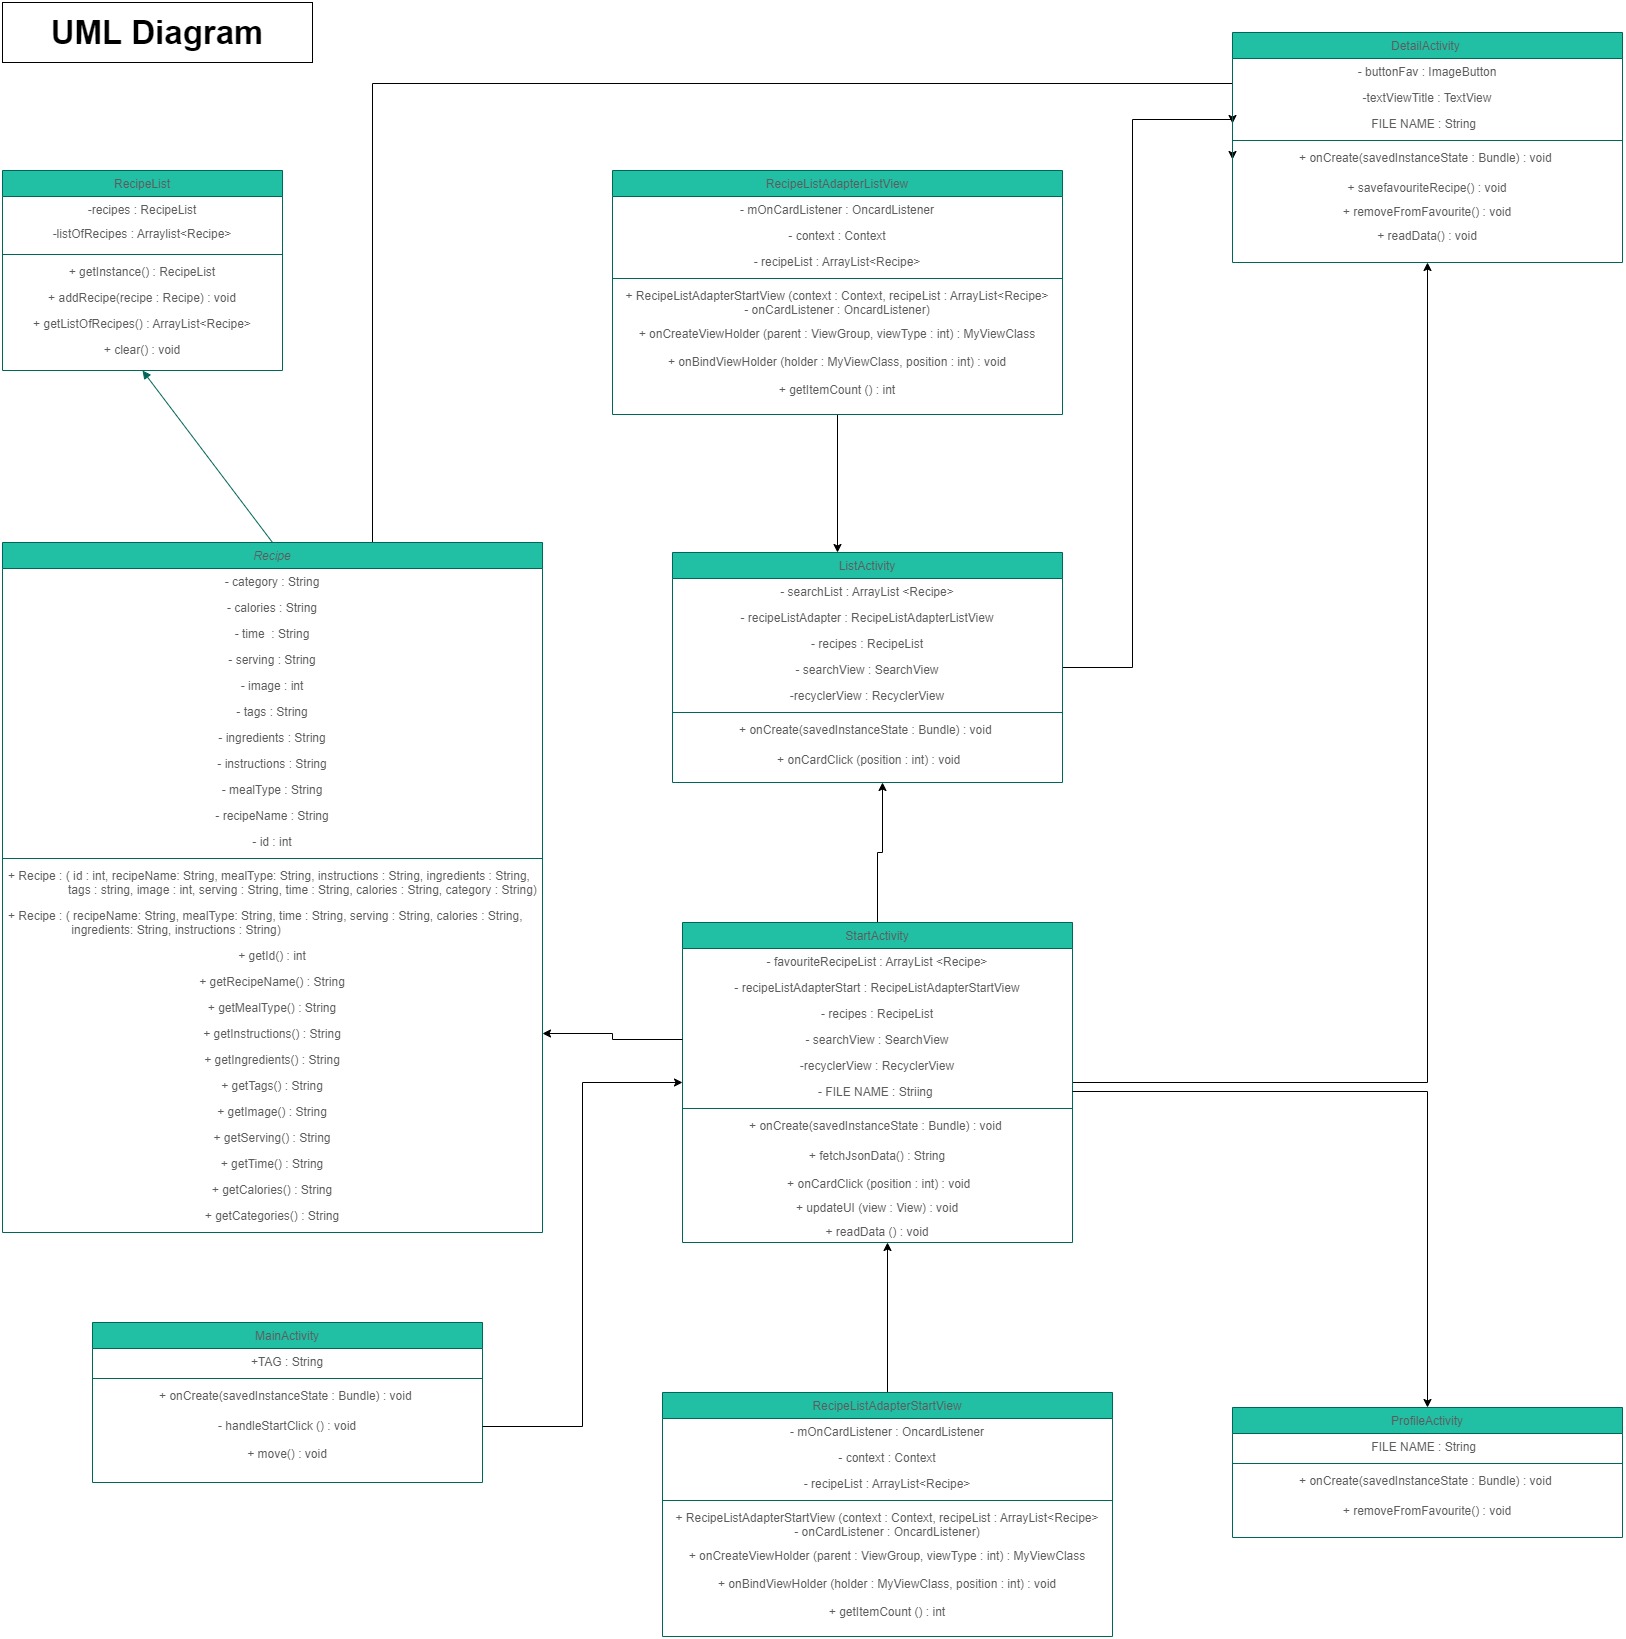 UML Diagram
DetailActivity
- buttonFav : ImageButton
-textViewTitle : TextView
FILE NAME : String
+ onCreate(savedInstanceState : Bundle) : void
+ savefavouriteRecipe() : void
+ removeFromFavourite() : void
+ readData() : void
RecipeList
-recipes : RecipeList
-listOfRecipes : Arraylist<Recipe>
+ getInstance() : RecipeList
+ addRecipe(recipe : Recipe) : void
+ getListOfRecipes() : ArrayList<Recipe>
+ clear() : void
RecipeListAdapterListView
- mOnCardListener : OncardListener
- context : Context
- recipeList : ArrayList<Recipe>
+ RecipeListAdapterStartView (context : Context, recipeList : ArrayList<Recipe>
- onCardListener : OncardListener)
+ onCreateViewHolder (parent : ViewGroup, viewType : int) : MyViewClass
+ onBindViewHolder (holder : MyViewClass, position : int) : void
+ getItemCount () : int
Recipe
- category : String
- calories : String
- time  : String
- serving : String
- image : int
- tags : String
- ingredients : String
- instructions : String
- mealType : String
- recipeName : String
- id : int
+ Recipe : ( id : int, recipeName: String, mealType: String, instructions : String, ingredients : String,
tags : string, image : int, serving : String, time : String, calories : String, category : String)
+ Recipe : ( recipeName: String, mealType: String, time : String, serving : String, calories : String,
ingredients: String, instructions : String)
+ getId() : int
+ getRecipeName() : String
+ getMealType() : String
+ getInstructions() : String
+ getIngredients() : String
+ getTags() : String
+ getImage() : String
+ getServing() : String
+ getTime() : String
+ getCalories() : String
+ getCategories() : String
ListActivity
- searchList : ArrayList <Recipe>
- recipeListAdapter : RecipeListAdapterListView
- recipes : RecipeList
- searchView : SearchView
-recyclerView : RecyclerView
+ onCreate(savedInstanceState : Bundle) : void
+ onCardClick (position : int) : void
StartActivity
- favouriteRecipeList : ArrayList <Recipe>
- recipeListAdapterStart : RecipeListAdapterStartView
- recipes : RecipeList
- searchView : SearchView
-recyclerView : RecyclerView
- FILE NAME : Striing
+ onCreate(savedInstanceState : Bundle) : void
+ fetchJsonData() : String
+ onCardClick (position : int) : void
+ updateUI (view : View) : void
+ readData () : void
MainActivity
+TAG : String
+ onCreate(savedInstanceState : Bundle) : void
- handleStartClick () : void
+ move() : void
RecipeListAdapterStartView
- mOnCardListener : OncardListener
- context : Context
- recipeList : ArrayList<Recipe>
+ RecipeListAdapterStartView (context : Context, recipeList : ArrayList<Recipe>
- onCardListener : OncardListener)
+ onCreateViewHolder (parent : ViewGroup, viewType : int) : MyViewClass
+ onBindViewHolder (holder : MyViewClass, position : int) : void
+ getItemCount () : int
ProfileActivity
FILE NAME : String
+ onCreate(savedInstanceState : Bundle) : void
+ removeFromFavourite() : void